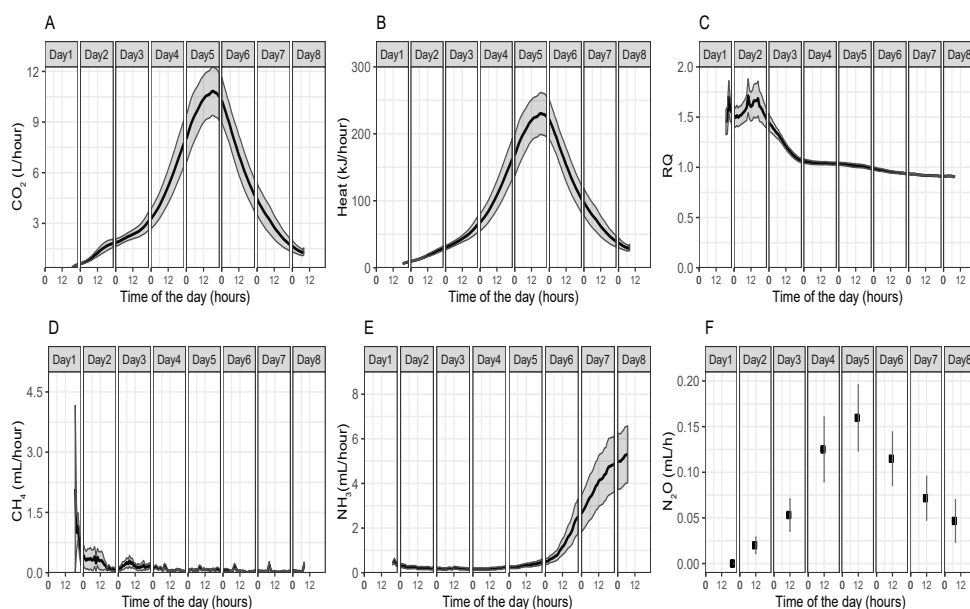 A
Day1 Day2 Day3 Day4 Day5 Day6 Day7 Day8
12
9
6
3
CO2 (L/hour)
0 12 0 12 0 12 0 12 0 12 0 12 0 12 0 12
Time of the day (hours)
B
Day1 Day2 Day3 Day4 Day5 Day6 Day7 Day8
300
200
100
0
Heat (kJ/hour)
0 12 0 12 0 12 0 12 0 12 0 12 0 12 0 12
Time of the day (hours)
C
Day1 Day2 Day3 Day4 Day5 Day6 Day7 Day8
2.0
1.5
1.0
0.5
0.0
RQ
0 12 0 12 0 12 0 12 0 12 0 12 0 12 0 12
Time of the day (hours)
D
Day1 Day2 Day3 Day4 Day5 Day6 Day7 Day8
4.5
3.0
1.5
0.0
CH4 (mL/hour)
0 12 0 12 0 12 0 12 0 12 0 12 0 12 0 12
Time of the day (hours)
E
Day1 Day2 Day3 Day4 Day5 Day6 Day7 Day8
8
6
4
2
0
NH3(mL/hour)
0 12 0 12 0 12 0 12 0 12 0 12 0 12 0 12
Time of the day (hours)
F
Day1 Day2 Day3 Day4 Day5 Day6 Day7 Day8
0.20
0.15
0.10
0.05
0.00
N2O (mL/h)
0 12 0 12 0 12 0 12 0 12 0 12 0 12 0 12
Time of the day (hours)